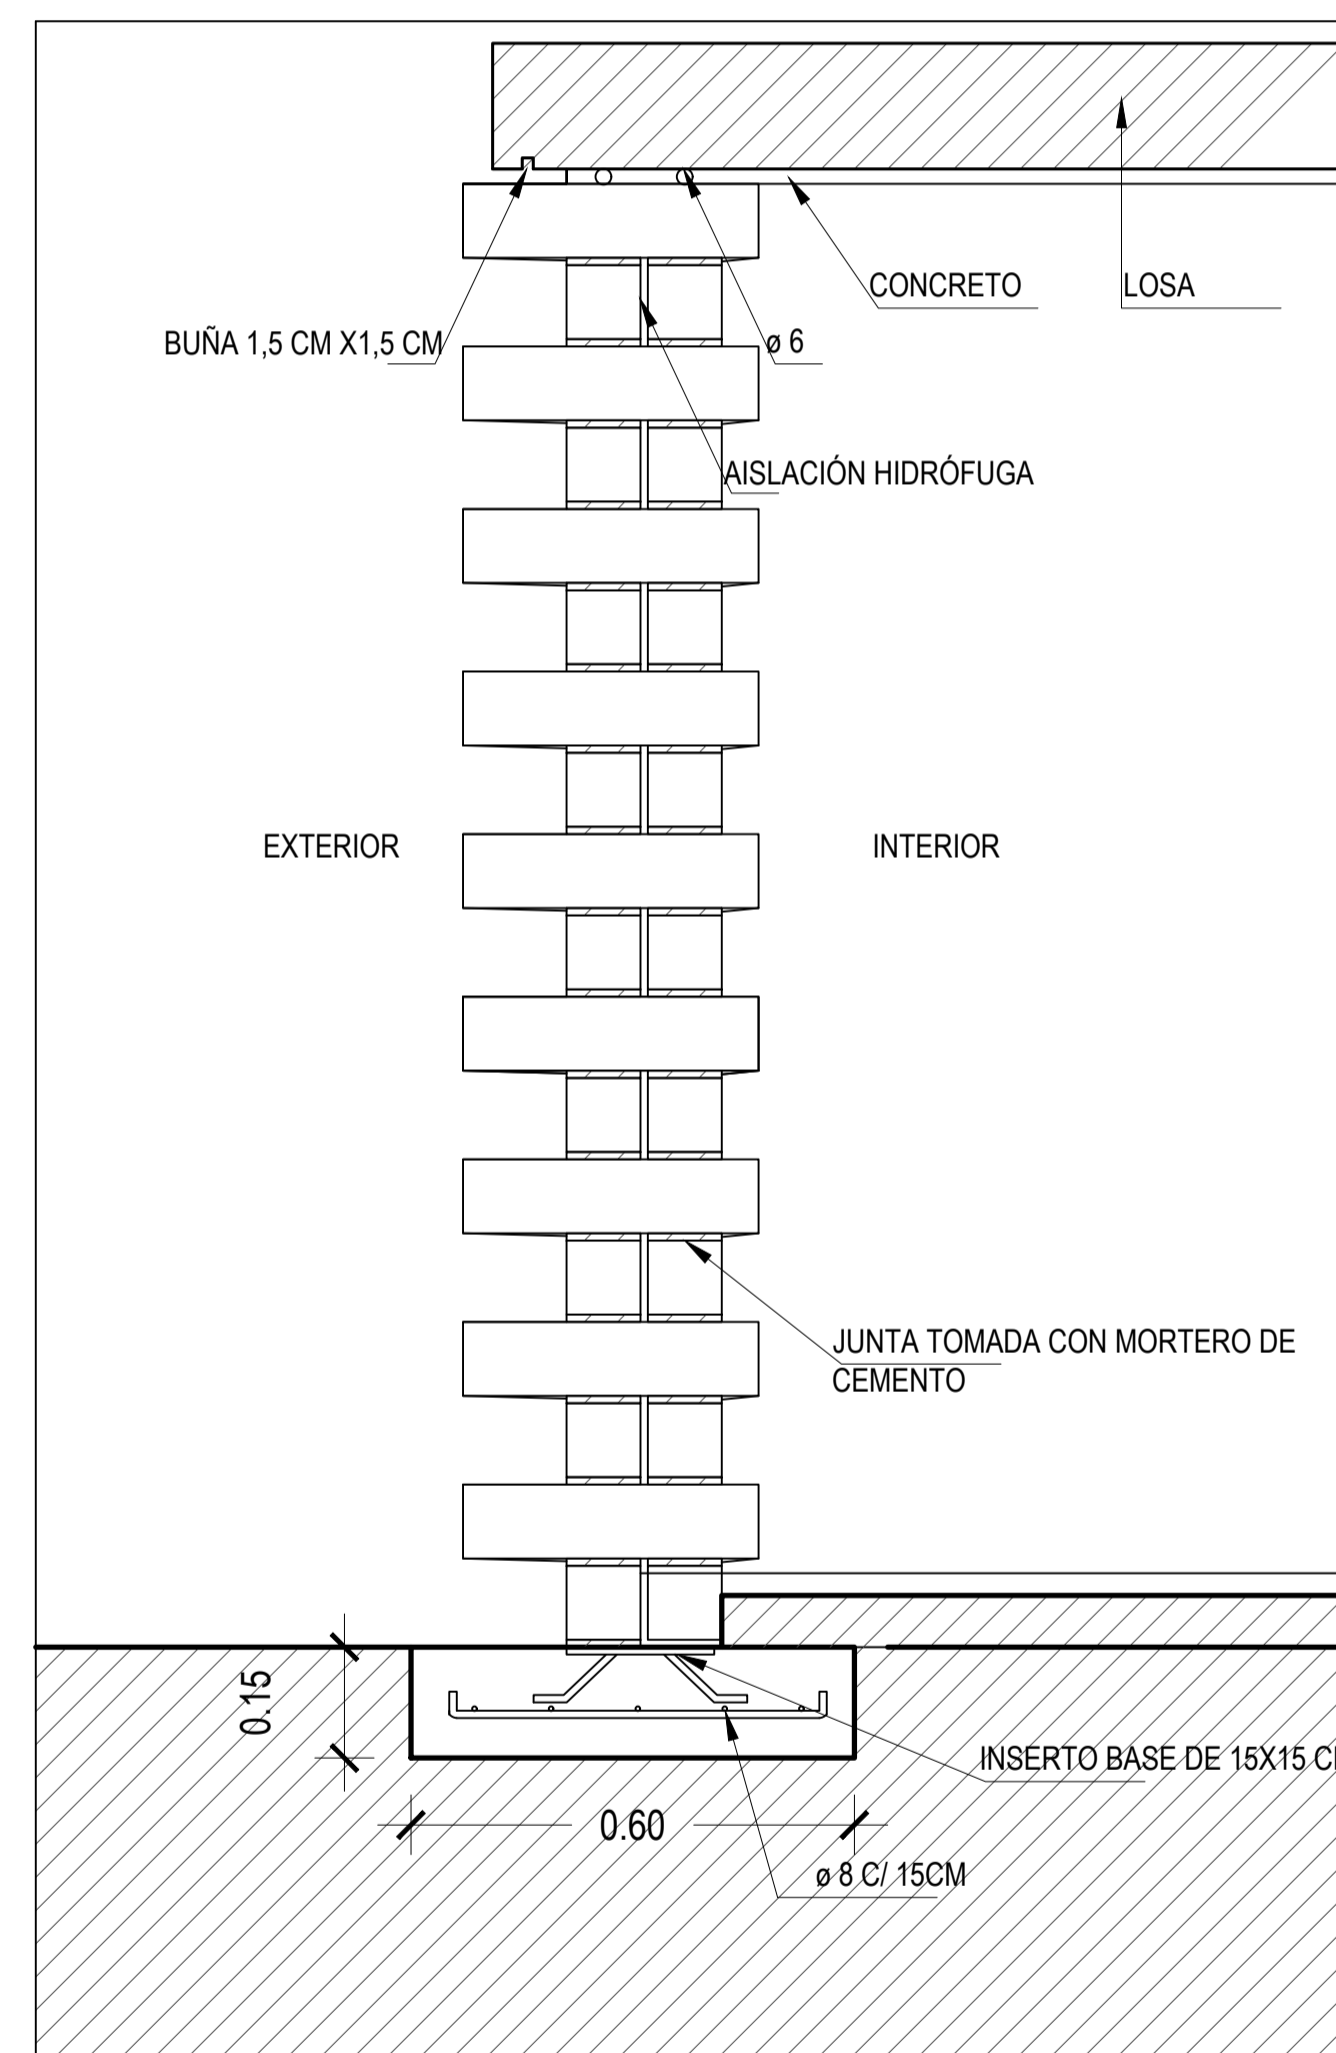 CONCRETO
LOSA
BUÑA 1,5 CM X1,5 CM
ø 6
AISLACIÓN HIDRÓFUGA
EXTERIOR
INTERIOR
JUNTA TOMADA CON MORTERO DE
CEMENTO
0.15
INSERTO BASE DE 15X15
0.60
ø 8 C/ 15CM